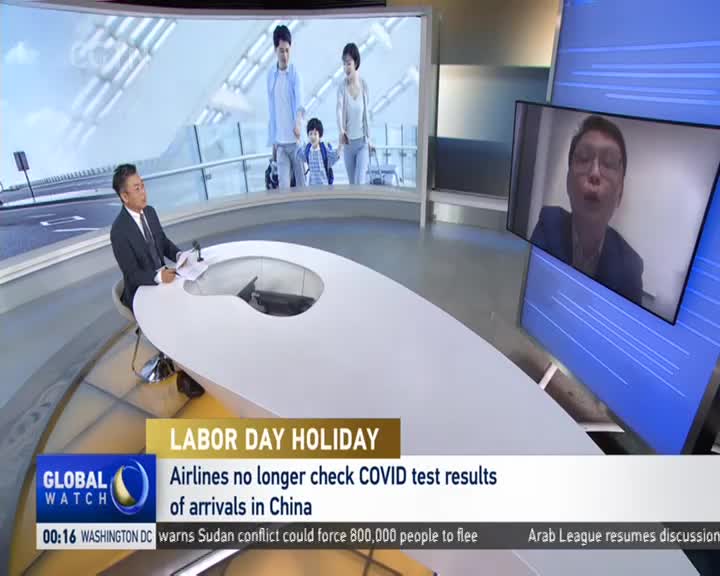 LABOR DAY HOLIDAY
Airlines no longer check COVID test results
of arrivals in China
GLOBAL
WATCH
00:16 WASHINGTON DC
warns Sudan conflict could force 800,000 people to flee Arab League resumes discussion